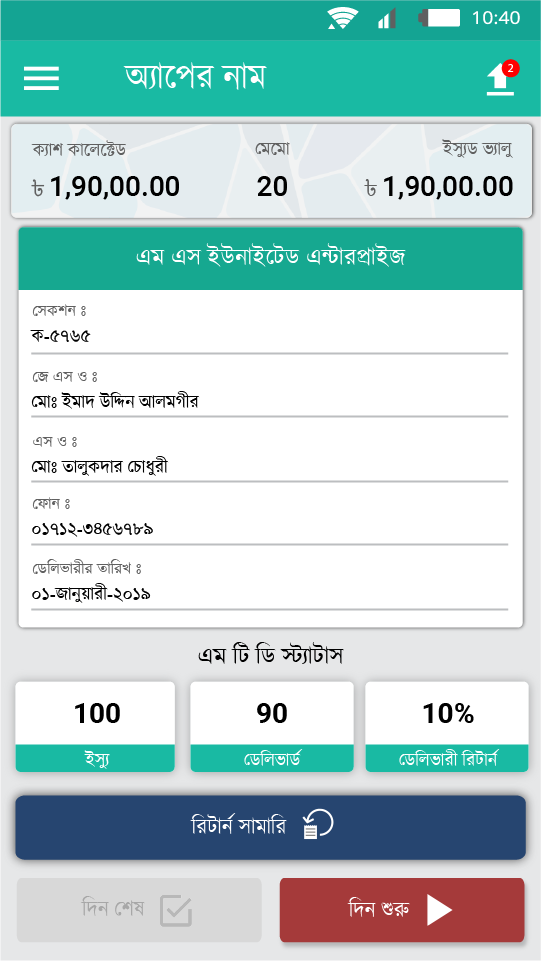 10:40
অ্যাপের নাম
2
ক্যাশ কালেক্টেড মেমো ইস্যুড ভ্যালু
৳ 1,90,00.00 20 ৳ 1,90,00.00
এম এস ইউনাইটেড এন্টারপ্রাইজ
সেকশন ঃ
ক-৫৭৬৫
জে এস ও ঃ
মোঃ ইমাদ উদ্দিন আলমগীর
এস ও ঃ
মোঃ তালুকদার চোধুরী
ফোন ঃ
০১৭১২-৩৪৫৬৭৮৯
ডেলিভারীর তারিখ ঃ
০১-জানুয়ারী-২০১৯
এম টি ডি স্ট্যাটাস
100 90 10%
ইস্যু ডেলিভার্ড ডেলিভারী রিটার্ন
রিটার্ন সামারি
দিন শেষ দিন শুরু